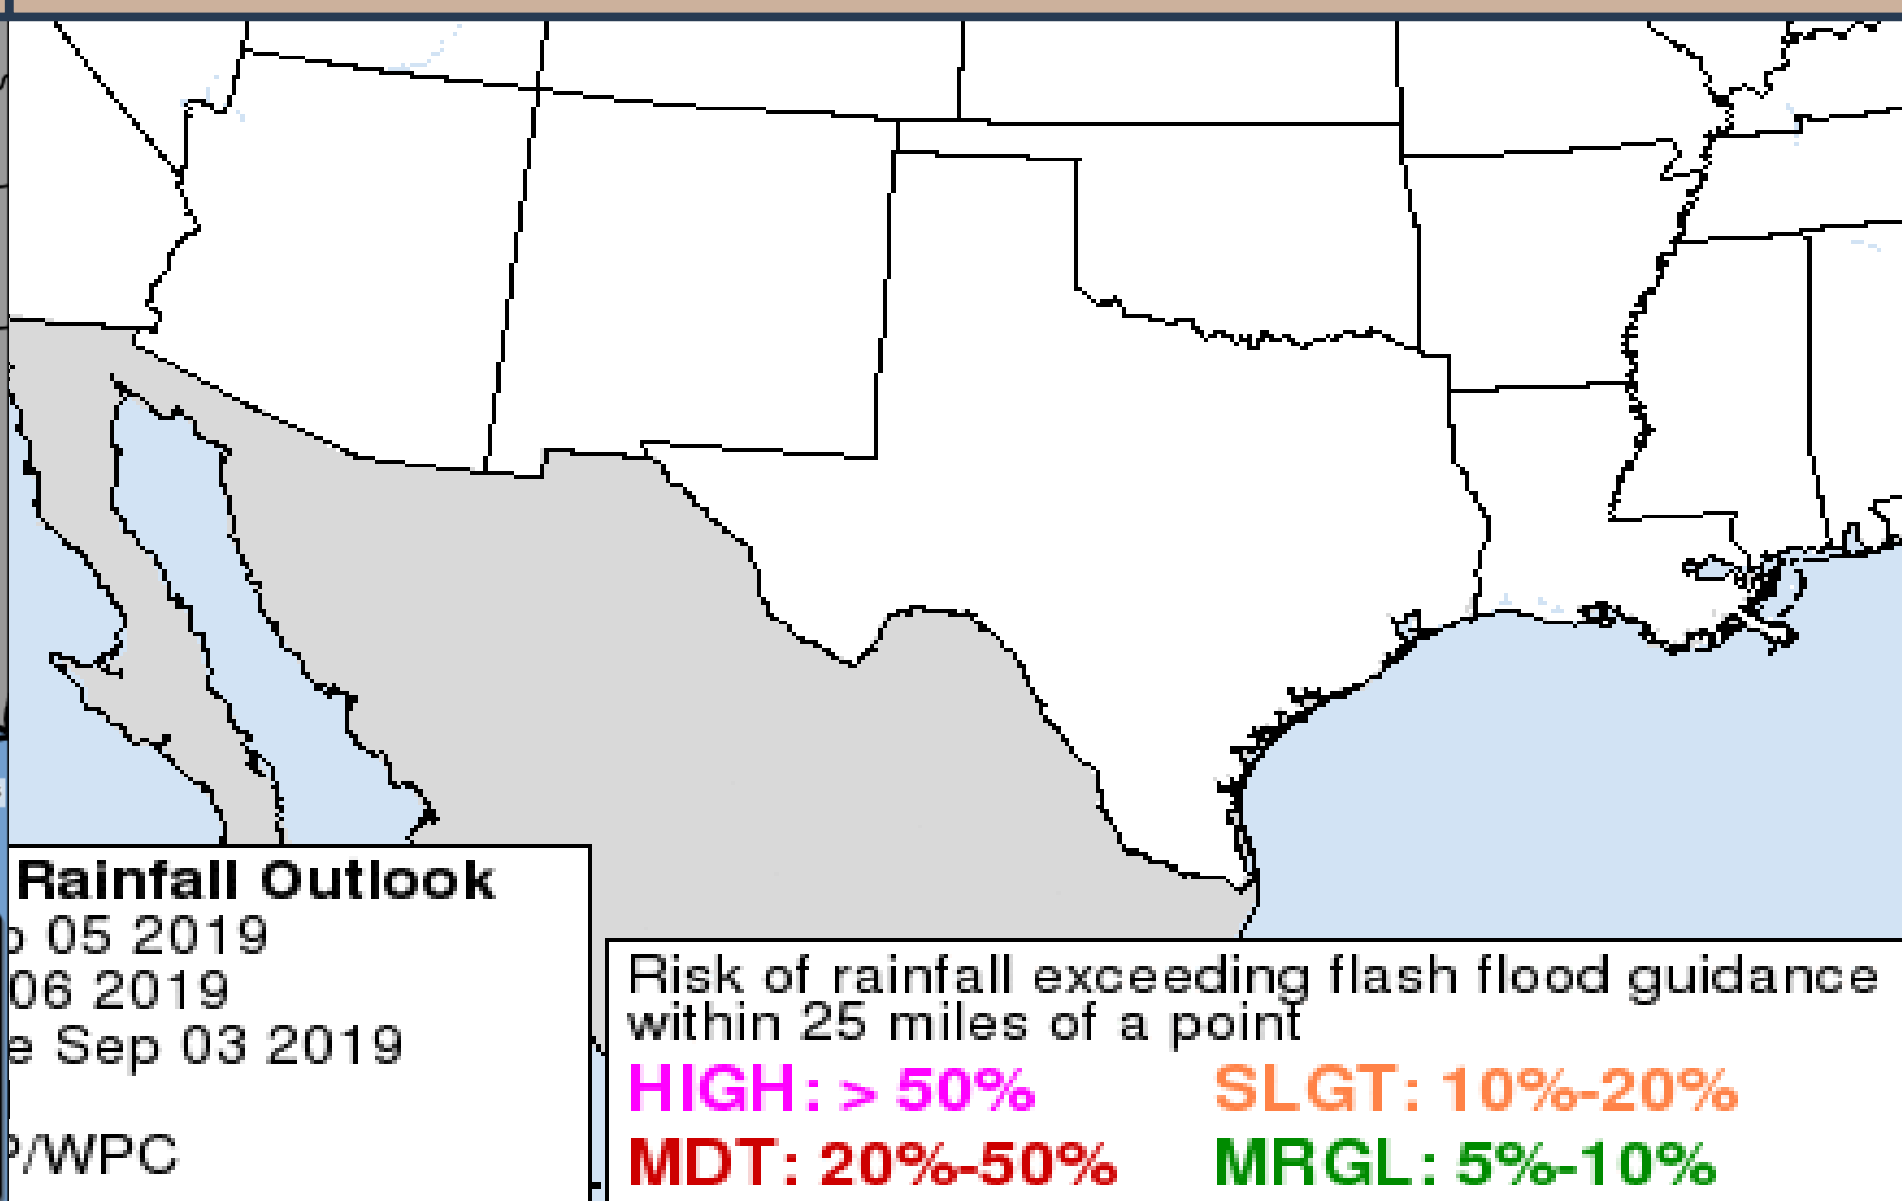 Rainfall Outlook
05 2019
06 2019
Sep 03 2019
/WPC
Risk of rainfall exceeding flash flood guidance
within 25 miles of a point
HIGH: > 50% SLGT: 10%-20%
MDT: 20%-50% MRGL: 5%-10%